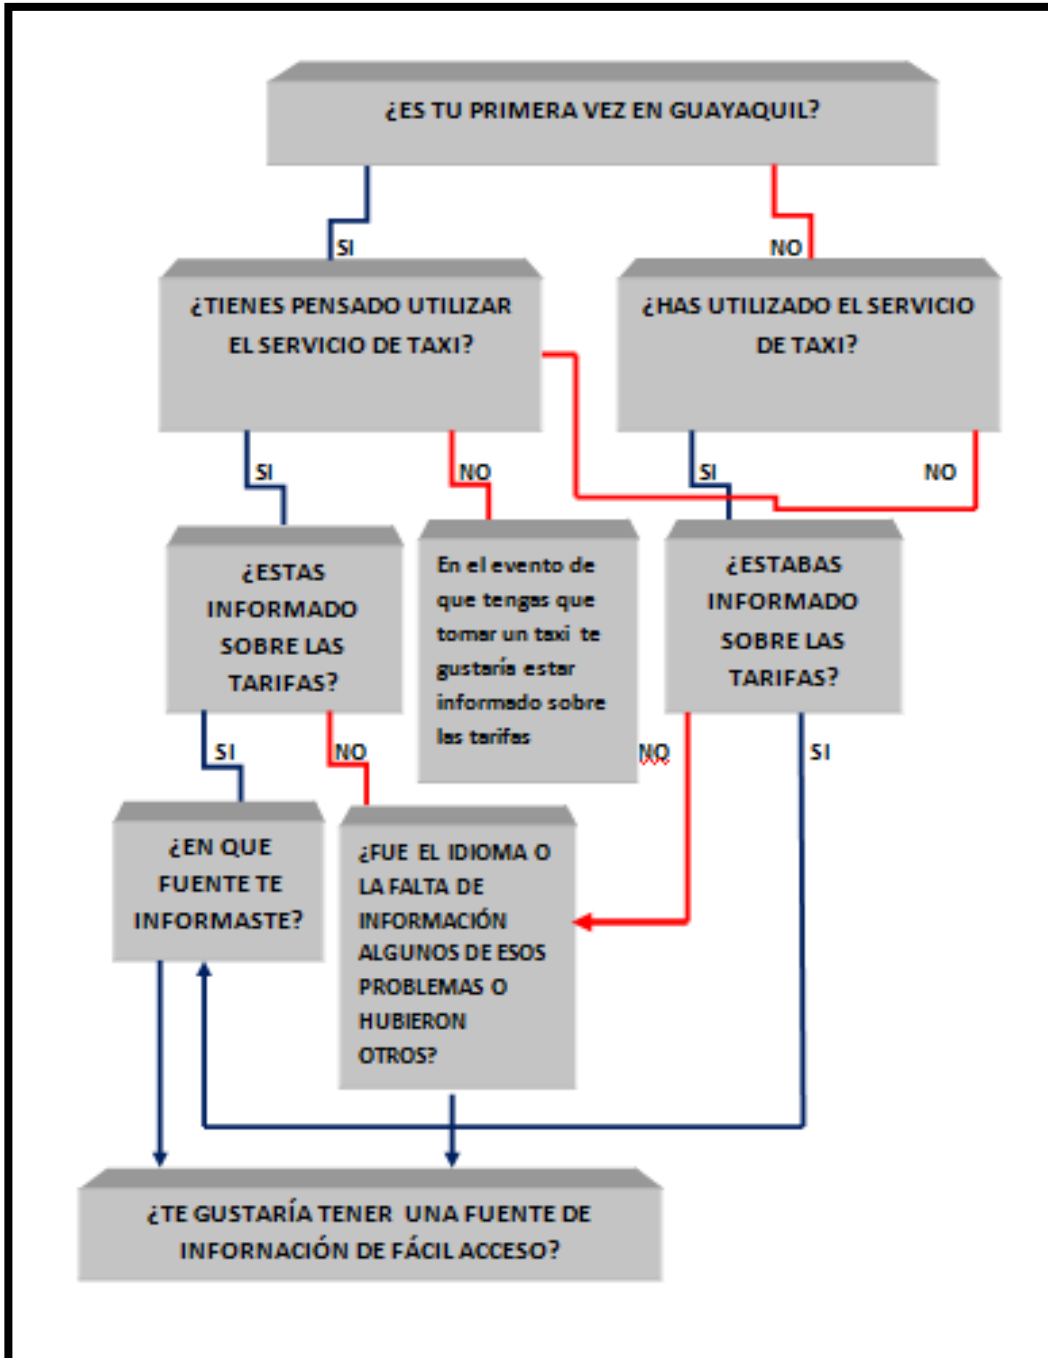 ¿ES TU PRIMERA VEZ EN GUAYAQUIL?
SI
NO
¿TIENES PENSADO UTILIZAR
EL SERVICIO DE TAXI?
¿HAS UTILIZADO EL SERVICIO
DE TAXI?
SI
NO
SI
NO
¿ESTAS
INFORMADO
SOBRE LAS
TARIFAS?
En el evento de
que tengas que
tomar un taxi te
gustaría estar
informado sobre
las tarifas
¿ESTABAS
INFORMADO
SOBRE LAS
TARIFAS?
SI
NO
NO
SI
¿EN QUE
FUENTE TE
INFORMASTE?
¿FUE EL IDIOMA O
LA FALTA DE
INFORMACIÓN
ALGUNOS DE ESOS
PROBLEMAS O
HUBIERON
OTROS?
¿TE GUSTARÍA TENER UNA FUENTE DE
INFORNACIÓN DE FÁCIL ACCESO?